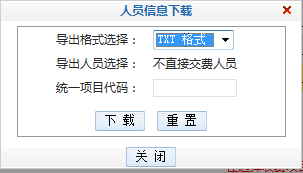 人员信息下载
导出格式选择： TXT 格式
导出人员选择： 不直接交费人员
统一项目代码：
下 载 重 置
关 闭